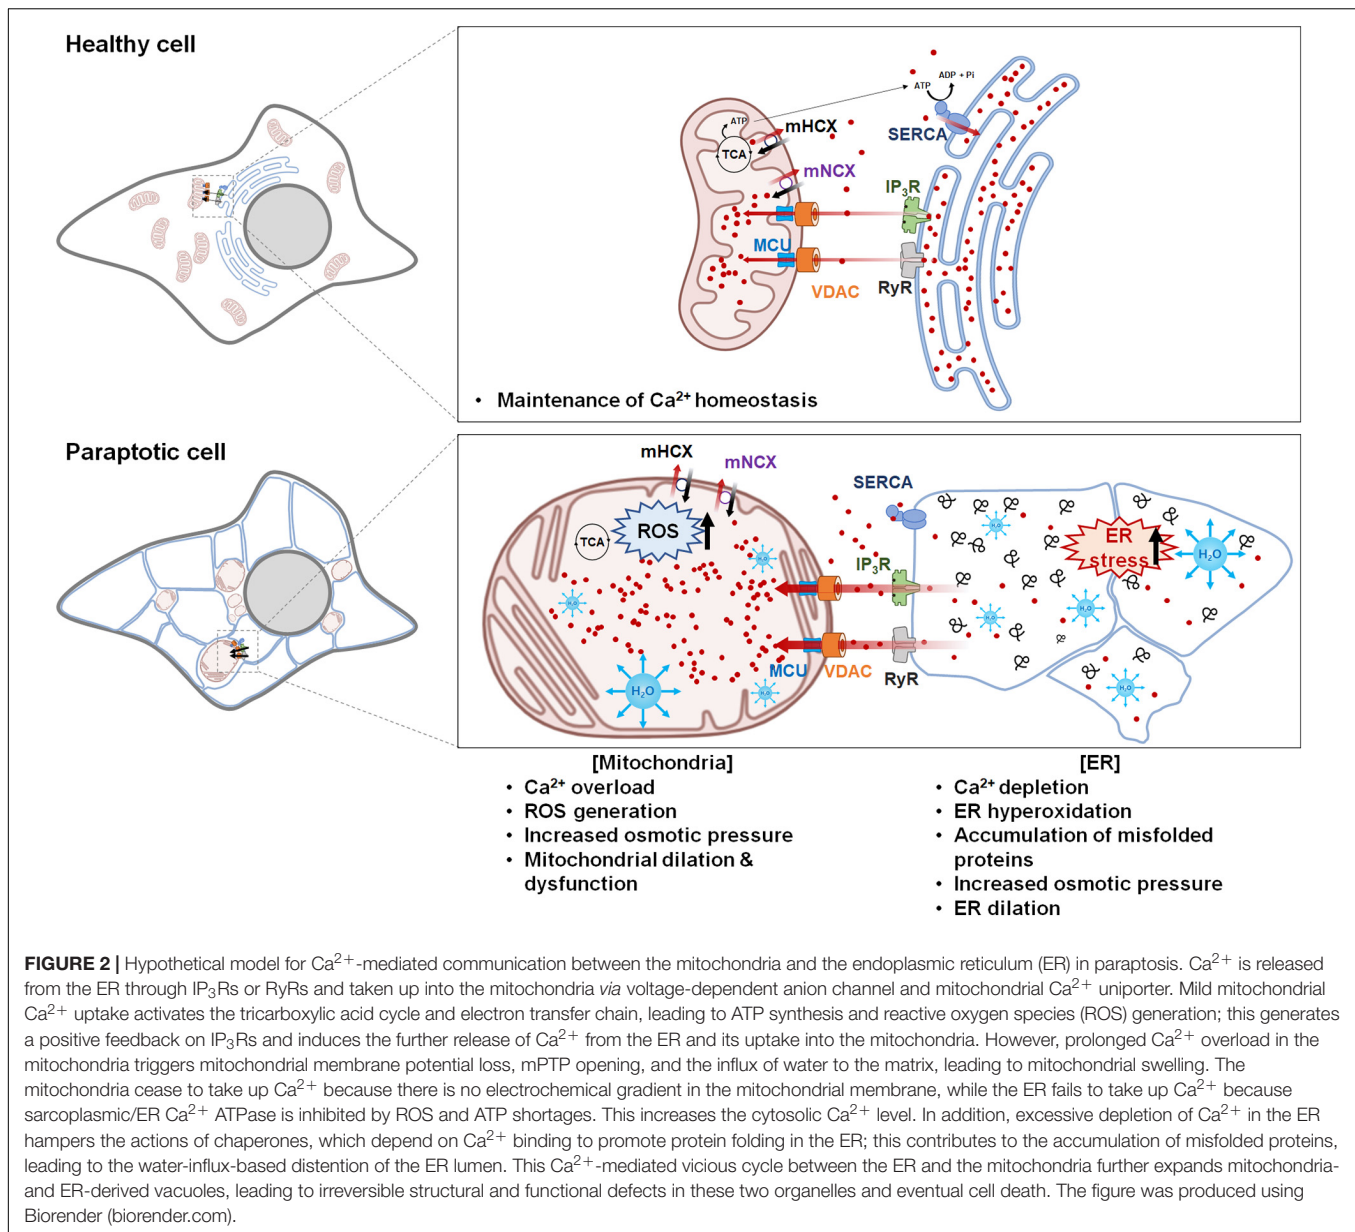 Healthy cell
ATP
ADP + Pi
SERCA
ATP
TCA
mHCX
mNCX
IP₃R
MCU
VDAC
RyR
• Maintenance of Ca²⁺ homeostasis
Paraptotic cell
mHCX
mNCX
SERCA
ROS
TCA
ER
stress
H₂O
H₂O
IP₃R
H₂O
H₂O
H₂O
H₂O
MCU
VDAC
RyR
H₂O
H₂O
H₂O
[Mitochondria]
• Ca²⁺ overload
• ROS generation
• Increased osmotic pressure
• Mitochondrial dilation &
dysfunction
[ER]
• Ca²⁺ depletion
• ER hyperoxidation
• Accumulation of misfolded
proteins
• Increased osmotic pressure
• ER dilation
FIGURE 2 | Hypothetical model for Ca²⁺-mediated communication between the mitochondria and the endoplasmic reticulum (ER) in paraptosis. Ca²⁺ is released
from the ER through IP₃Rs or RyRs and taken up into the mitochondria via voltage-dependent anion channel and mitochondrial Ca²⁺ uniporter. Mild mitochondrial
Ca²⁺ uptake activates the tricarboxylic acid cycle and electron transfer chain, leading to ATP synthesis and reactive oxygen species (ROS) generation; this generates
a positive feedback on IP₃Rs and induces the further release of Ca²⁺ from the ER and its uptake into the mitochondria. However, prolonged Ca²⁺ overload in the
mitochondria triggers mitochondrial membrane potential loss, mPTP opening, and the influx of water to the matrix, leading to mitochondrial swelling. The
mitochondria cease to take up Ca²⁺ because there is no electrochemical gradient in the mitochondrial membrane, while the ER fails to take up Ca²⁺ because
sarcoplasmic/ER Ca²⁺ ATPase is inhibited by ROS and ATP shortages. This increases the cytosolic Ca²⁺ level. In addition, excessive depletion of Ca²⁺ in the ER
hampers the actions of chaperones, which depend on Ca²⁺ binding to promote protein folding in the ER; this contributes to the accumulation of misfolded proteins,
leading to the water-influx-based distention of the ER lumen. This Ca²⁺-mediated vicious cycle between the ER and the mitochondria further expands mitochondria-
and ER-derived vacuoles, leading to irreversible structural and functional defects in these two organelles and eventual cell death. The figure was produced using
Biorender (biorender.com).